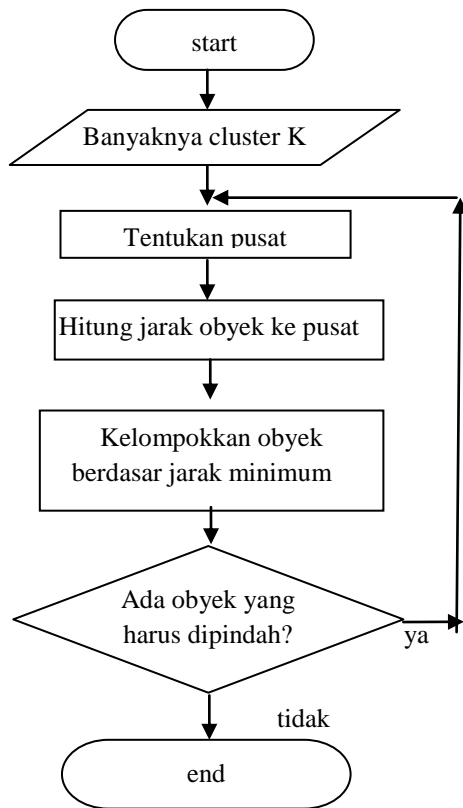 start
Banyaknya cluster K
Tentukan pusat
Hitung jarak obyek ke pusat
Kelompokkan obyek
berdasar jarak minimum
Ada obyek yang
harus dipindah?
ya
tidak
end